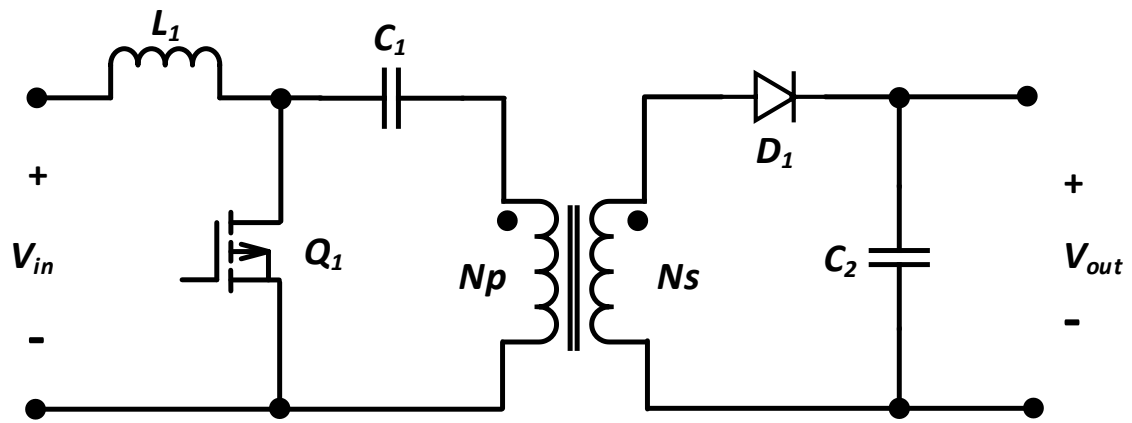 L1
C1
D1
+
+
Vin
Q1
Np
Ns
C2
Vout
-
-